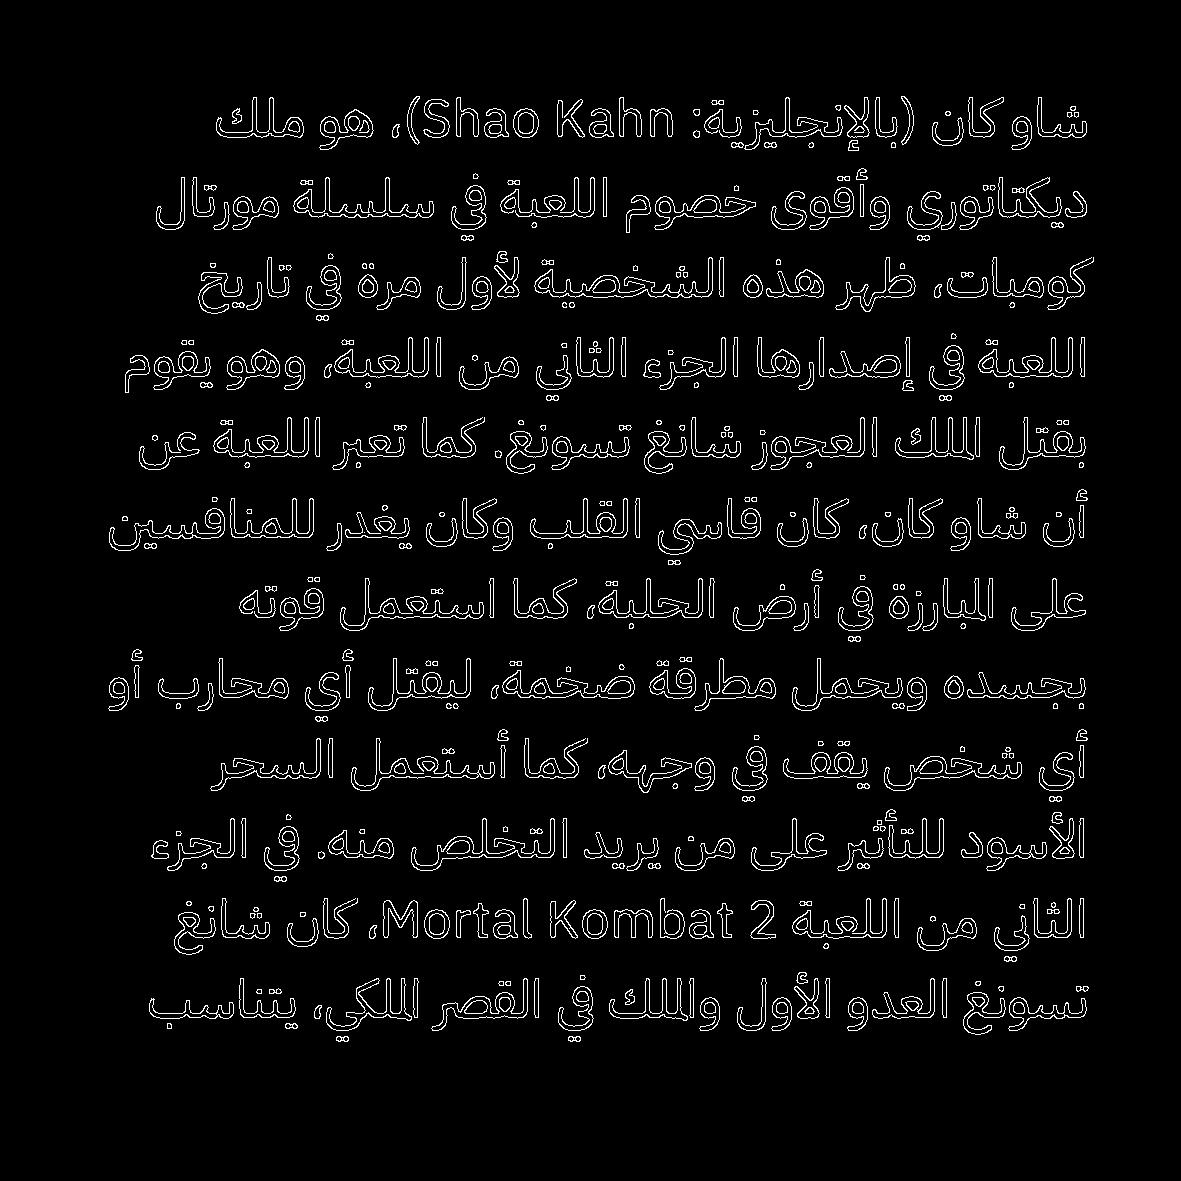 شاو كان (بالإنجليزية: Shao Kahn)، هو ملك
ديكتاتوري وأقوى خصوم اللعبة في سلسلة مورتال
كومبات، ظهر هذه الشخصية لأول مرة في تاريخ
اللعبة في إصدارها الجزء الثاني من اللعبة، وهو يقوم
بقتل الملك العجوز شانغ تسونغ. كما تعبر اللعبة عن
أن شاو كان، كان قاسي القلب وكان يغدر للمنافسين
على المبارزة في أرض الحلبة، كما استعمل قوته
بجسده ويحمل مطرقة ضخمة، ليقتل أي محارب أو
أي شخص يقف في وجهه، كما أستعمل السحر
الأسود للتأثير على من يريد التخلص منه. في الجزء
الثاني من اللعبة Mortal Kombat 2، كان شانغ
تسونغ العدو الأول والملك في القصر الملكي، يتناسب